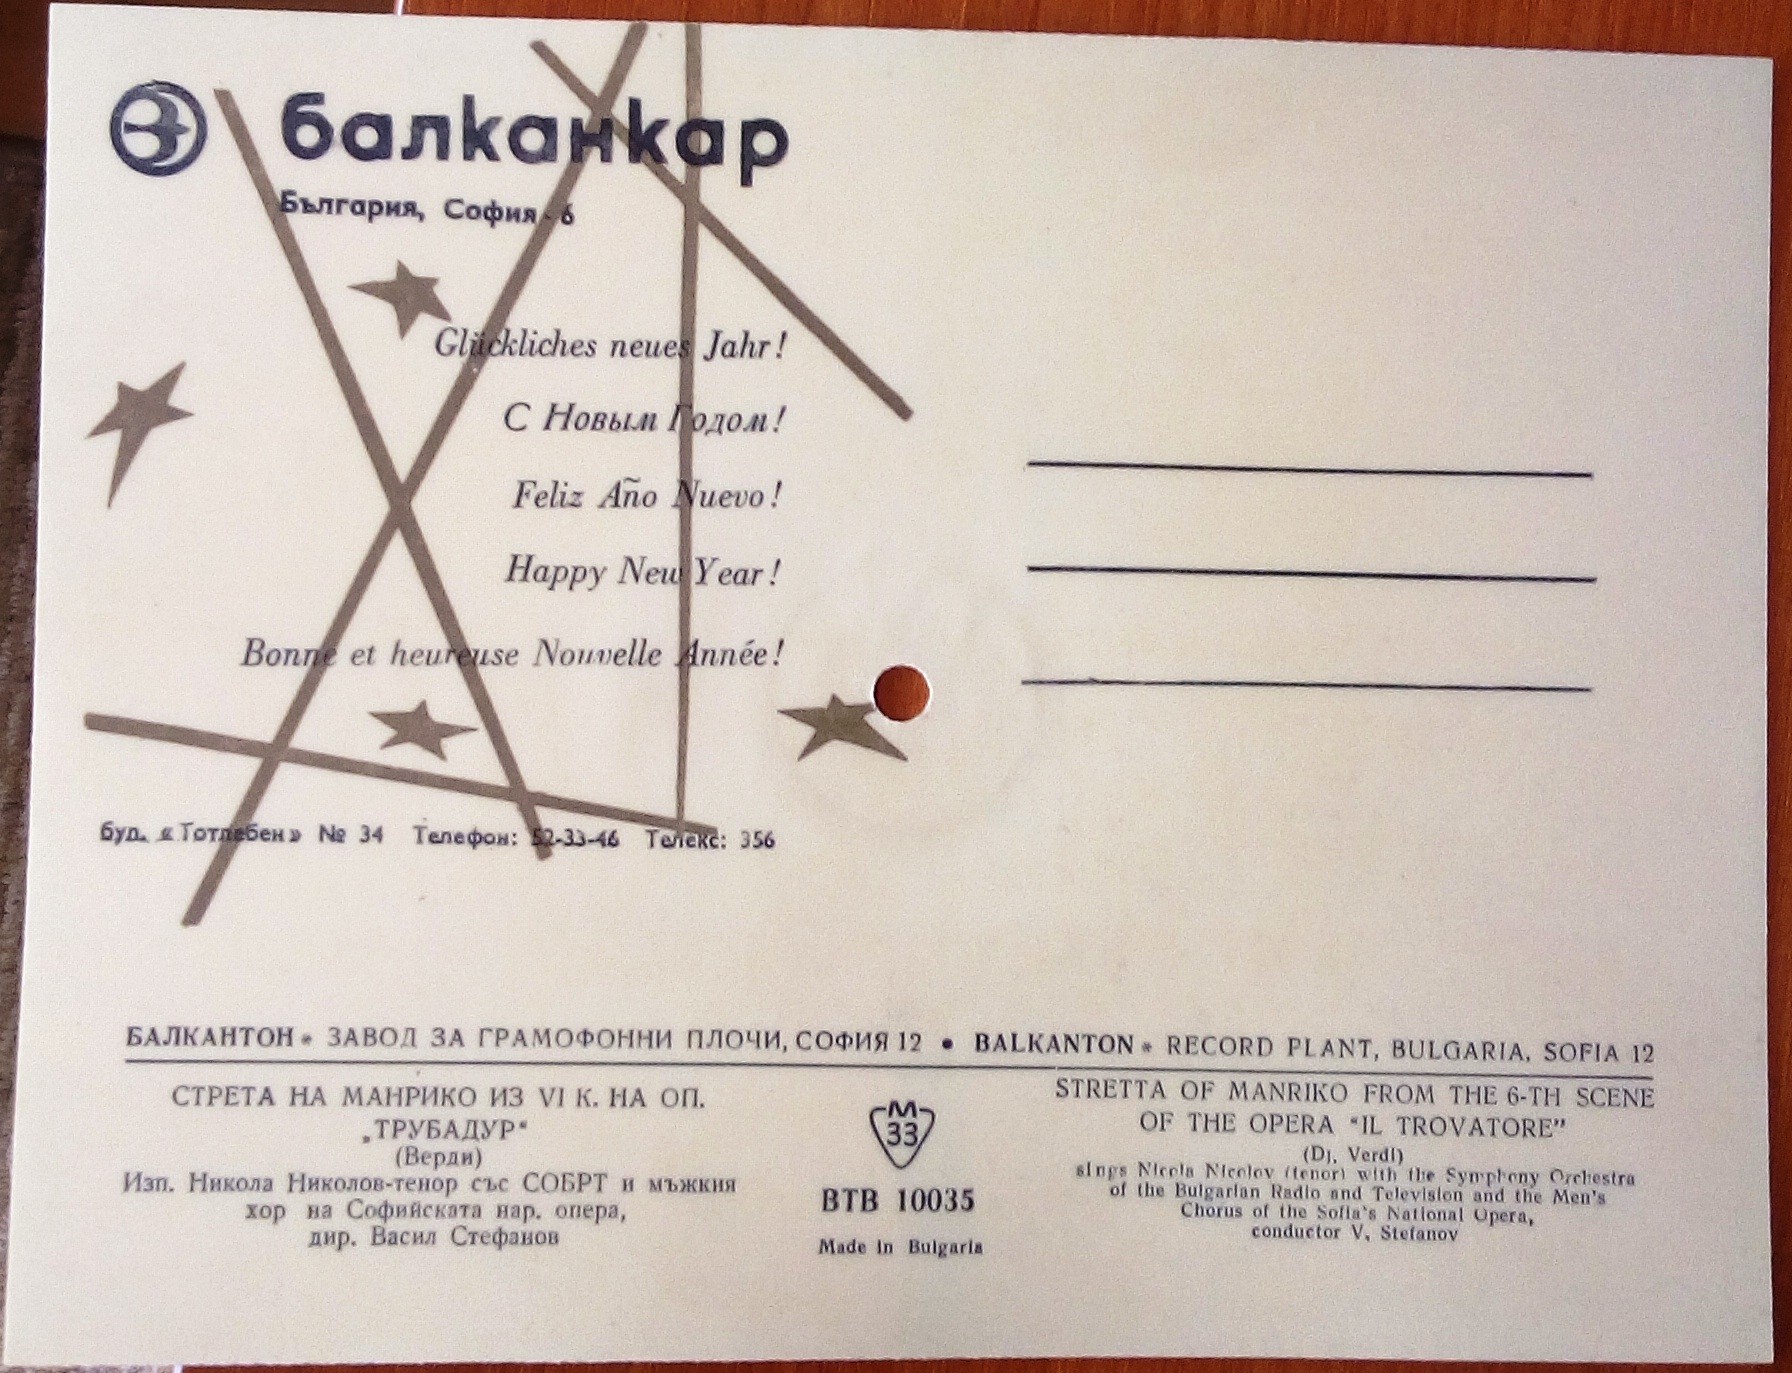 балканкар
България, София - 6
Glückliches neues Jahr!
С Новым Годом!
Feliz Año Nuevo!
Happy New Year!
Bonne et heureuse Nouvelle Année!
бул. «Тотлебен» № 34 Телефон: 52-33-46 Телекс: 356
БАЛКАНТОН * ЗАВОД ЗА ГРАМОФОННИ ПЛОЧИ, СОФИЯ 12 • BALKANTON * RECORD PLANT, BULGARIA, SOFIA 12
СТРЕТА НА МАНРИКО ИЗ VI К. НА ОП.
„ТРУБАДУР“
(Верди)
Изп. Никола Николов-тенор със СОБРТ и мъжкия
хор на Софийската нар. опера,
дир. Васил Стефанов
М
33
ВТВ 10035
Made in Bulgaria
STRETTA OF MANRIKO FROM THE 6-TH SCENE
OF THE OPERA "IL TROVATORE"
(Dj. Verdi)
sings Nicola Nicolov (tenor) with the Symphony Orchestra
of the Bulgarian Radio and Television and the Men's
Chorus of the Sofia's National Opera,
conductor V. Stefanov